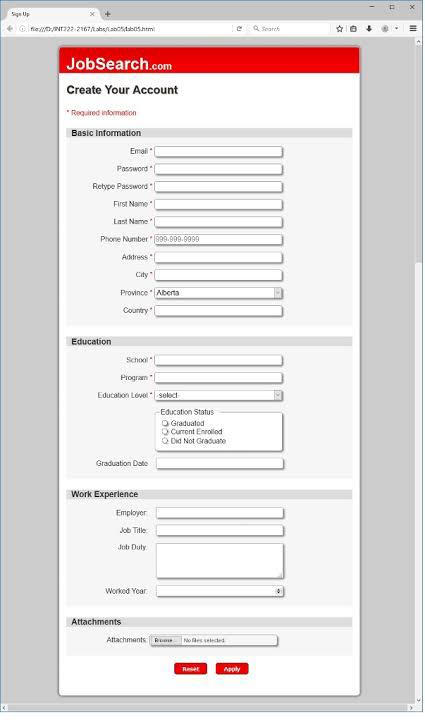 Sign Up
file:///D:/INT222-2167/Labs/Lab05/lab05.html
Search
JobSearch.com
Create Your Account
* Required information
Basic Information
Email *
Password *
Retype Password *
First Name *
Last Name *
Phone Number * 999-999-9999
Address *
City *
Province * Alberta
Country *
Education
School *
Program *
Education Level * -select-
Education Status
Graduated
Current Enrolled
Did Not Graduate
Graduation Date
Work Experience
Employer:
Job Title:
Job Duty:
Worked Year:
Attachments
Attachments: Browse... No files selected.
Reset Apply